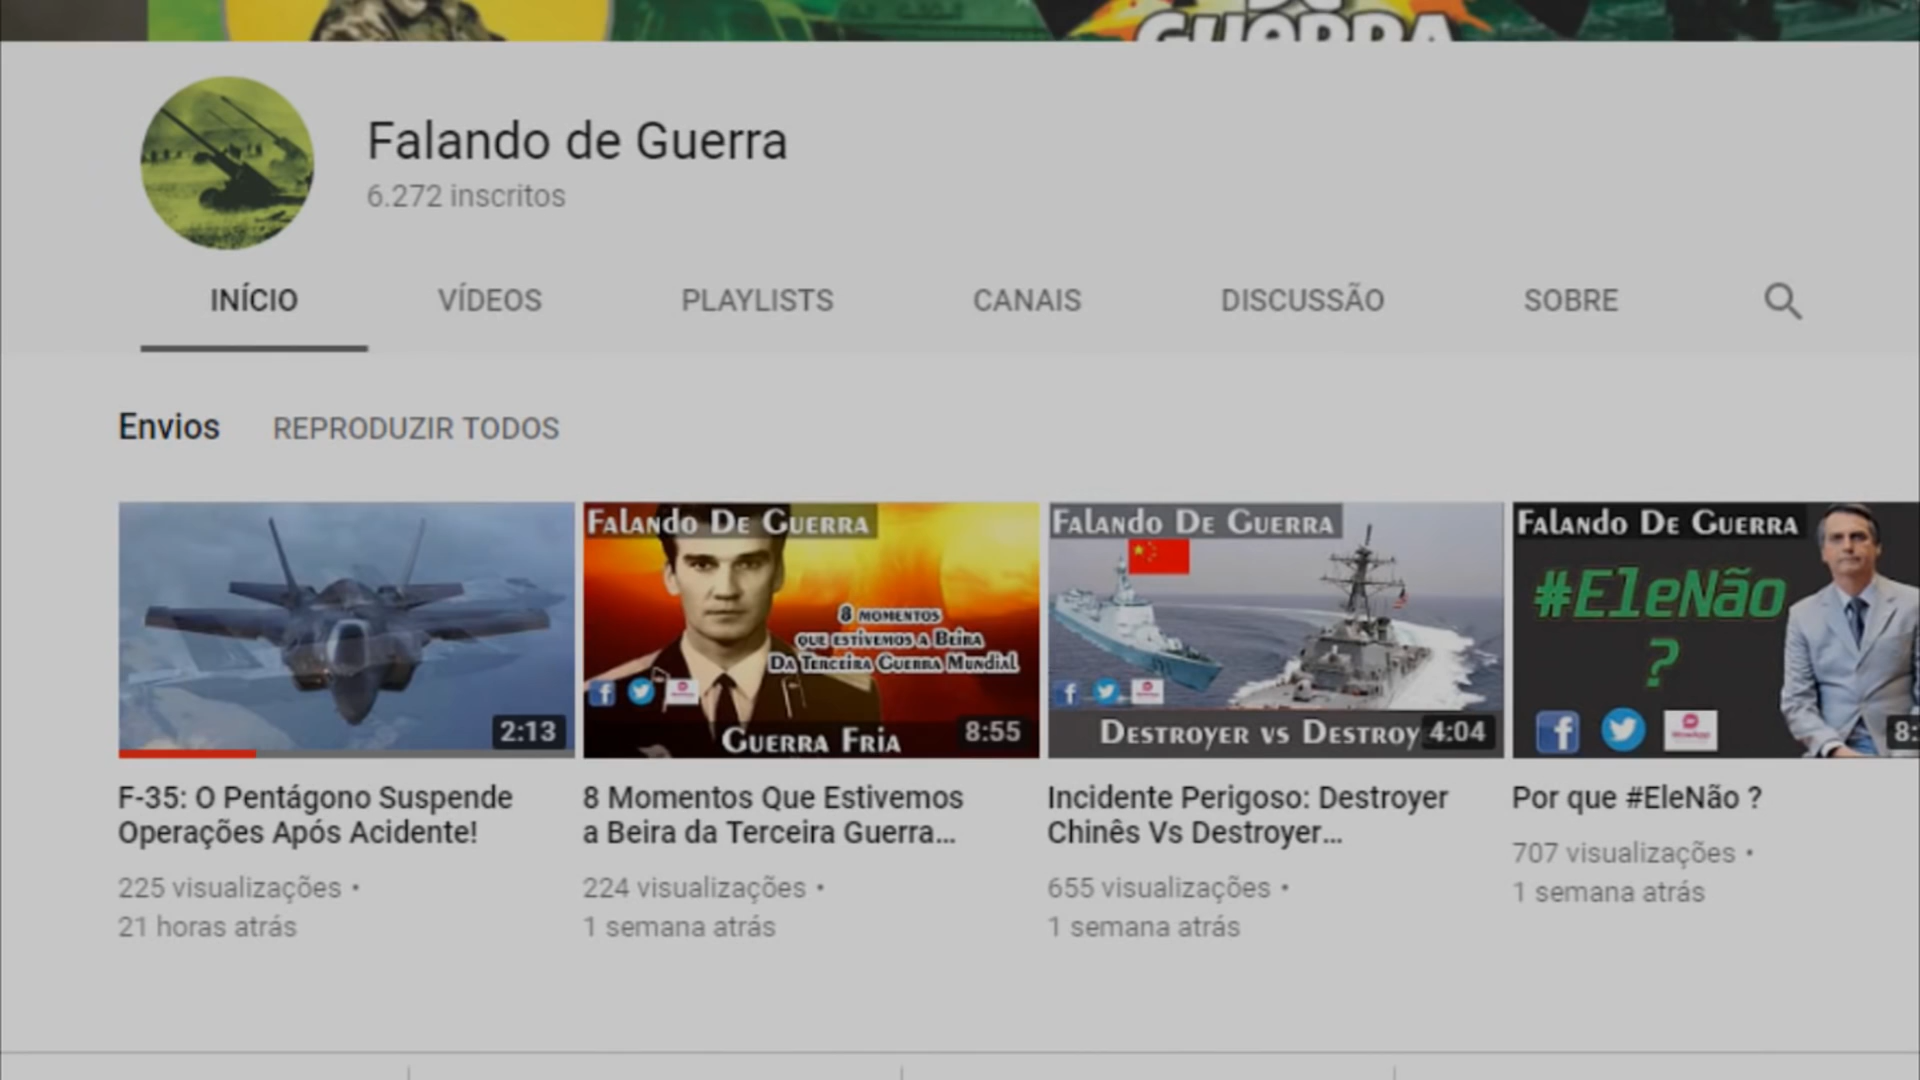 GUERRA
Falando de Guerra
6.272 inscritos
INÍCIO VÍDEOS PLAYLISTS CANAIS DISCUSSÃO SOBRE
Envios REPRODUZIR TODOS
2:13
Falando De Guerra
8 momentos
que estivemos a Beira
Da Terceira Guerra Mundial
Guerra Fria
8:55
Falando De Guerra
Destroyer vs Destroy
4:04
Falando De Guerra
#EleNão
?
8:
F-35: O Pentágono Suspende
Operações Após Acidente!
225 visualizações •
21 horas atrás
8 Momentos Que Estivemos
a Beira da Terceira Guerra...
224 visualizações •
1 semana atrás
Incidente Perigoso: Destroyer
Chinês Vs Destroyer...
655 visualizações •
1 semana atrás
Por que #EleNão ?
707 visualizações •
1 semana atrás